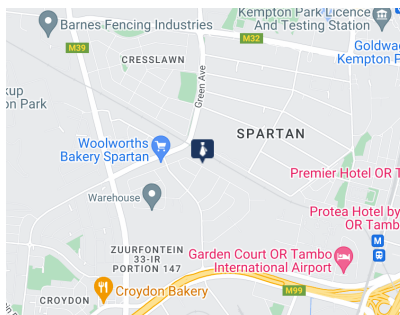 Barnes Fencing Industries
Kempton Park Licence
And Testing Station
M39
M32
CRESSLAWN
Goldwa
Kempton P
kup
on Park
Green Ave
SPARTAN
Woolworths
Bakery Spartan
Premier Hotel OR T
Warehouse
Protea Hotel by
OR Tamb
M
ZUURFONTEIN
33-IR
PORTION 147
Garden Court OR Tambo
International Airport
CROYDON
Croydon Bakery
M99